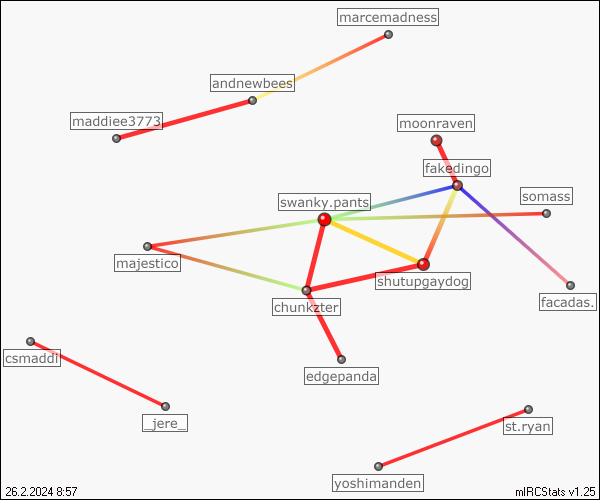 marcemadness
andnewbees
maddiee3773
moonraven
fakedingo
swanky.pants
somass
majestico
shutupgaydog
facadas.
chunkzter
csmaddi
edgepanda
_jere_
st.ryan
yoshimanden
26.2.2024 8:57
mIRCStats v1.25